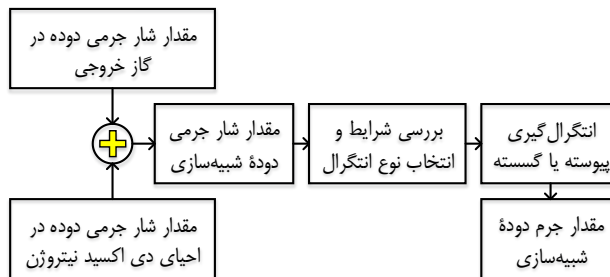 مقدار شار جرمی دوده در
گاز خروجی
مقدار شار جرمی
دودهٔ شبیه‌سازی
بررسی شرایط و
انتخاب نوع انتگرال
انتگرال‌گیری
پیوسته یا گسسته
مقدار شار جرمی دوده در
احیای دی اکسید نیتروژن
مقدار جرم دودهٔ
شبیه‌سازی